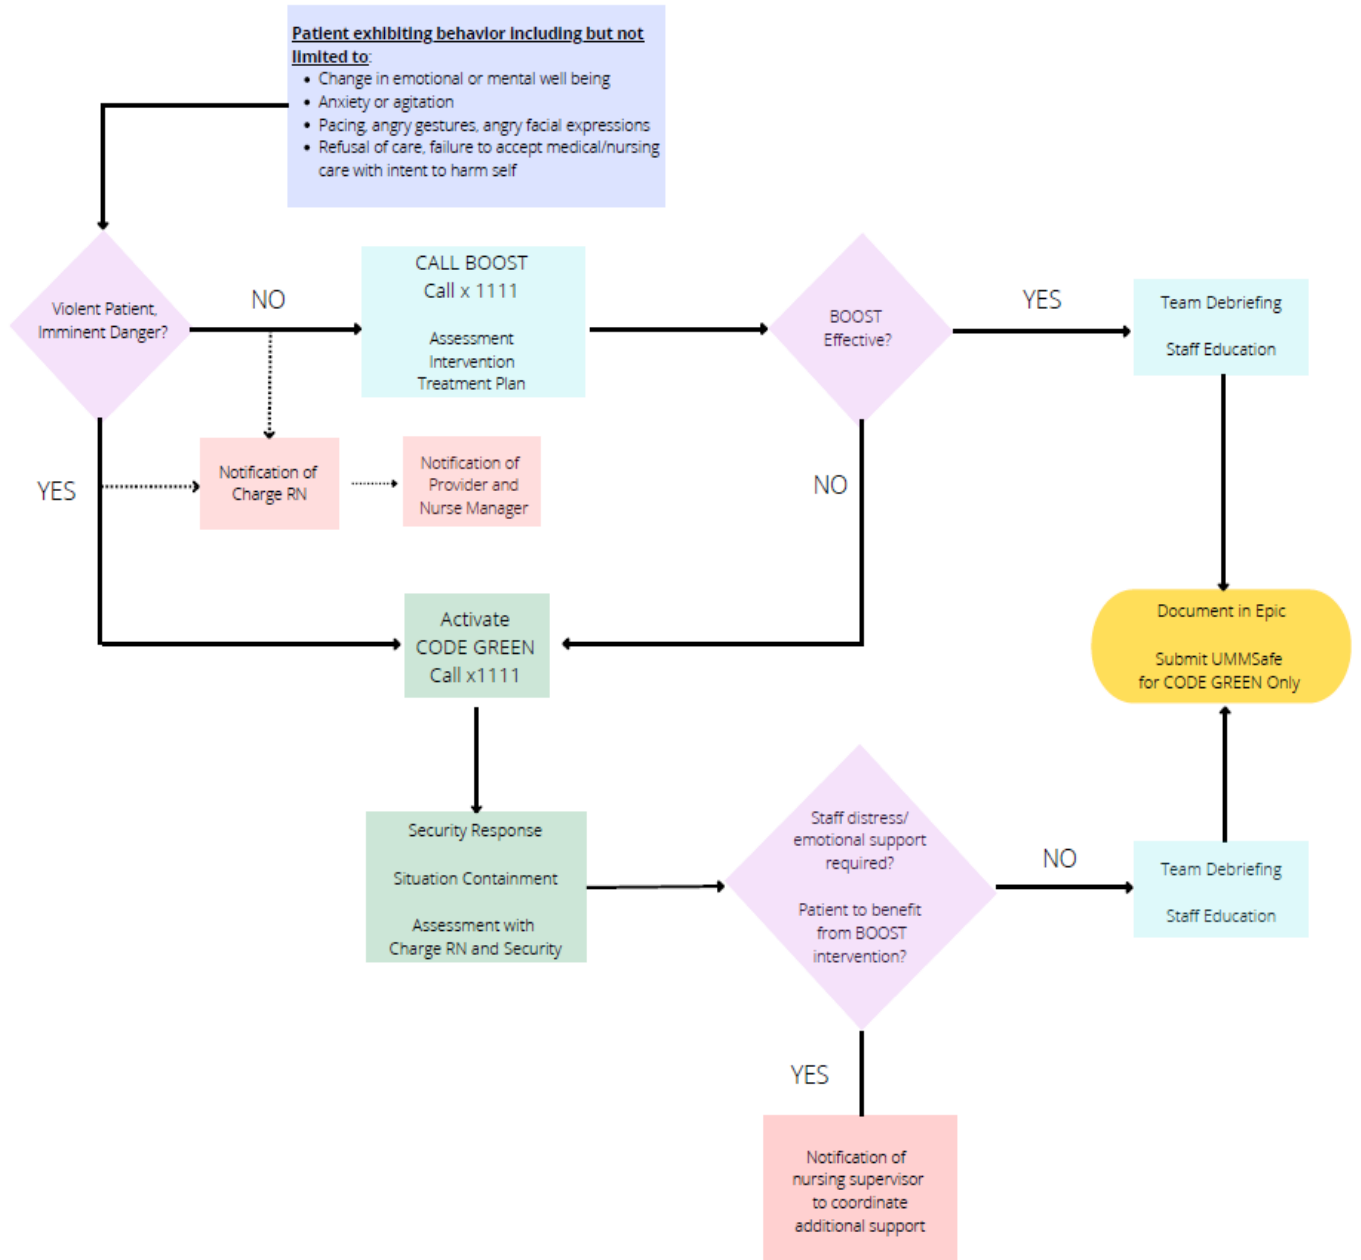 Patient exhibiting behavior including but not
limited to:
• Change in emotional or mental well being
• Anxiety or agitation
• Pacing, angry gestures, angry facial expressions
• Refusal of care, failure to accept medical/nursing
care with intent to harm self
Violent Patient,
Imminent Danger?
NO
CALL BOOST
Call x 1111
Assessment
Intervention
Treatment Plan
BOOST
Effective?
YES
Team Debriefing
Staff Education
YES
Notification of
Charge RN
Notification of
Provider and
Nurse Manager
NO
Activate
CODE GREEN
Call x1111
Document in Epic
Submit UMMSafe
for CODE GREEN Only
Security Response
Situation Containment
Assessment with
Charge RN and Security
Staff distress/
emotional support
required?
Patient to benefit
from BOOST
intervention?
NO
Team Debriefing
Staff Education
YES
Notification of
nursing supervisor
to coordinate
additional support